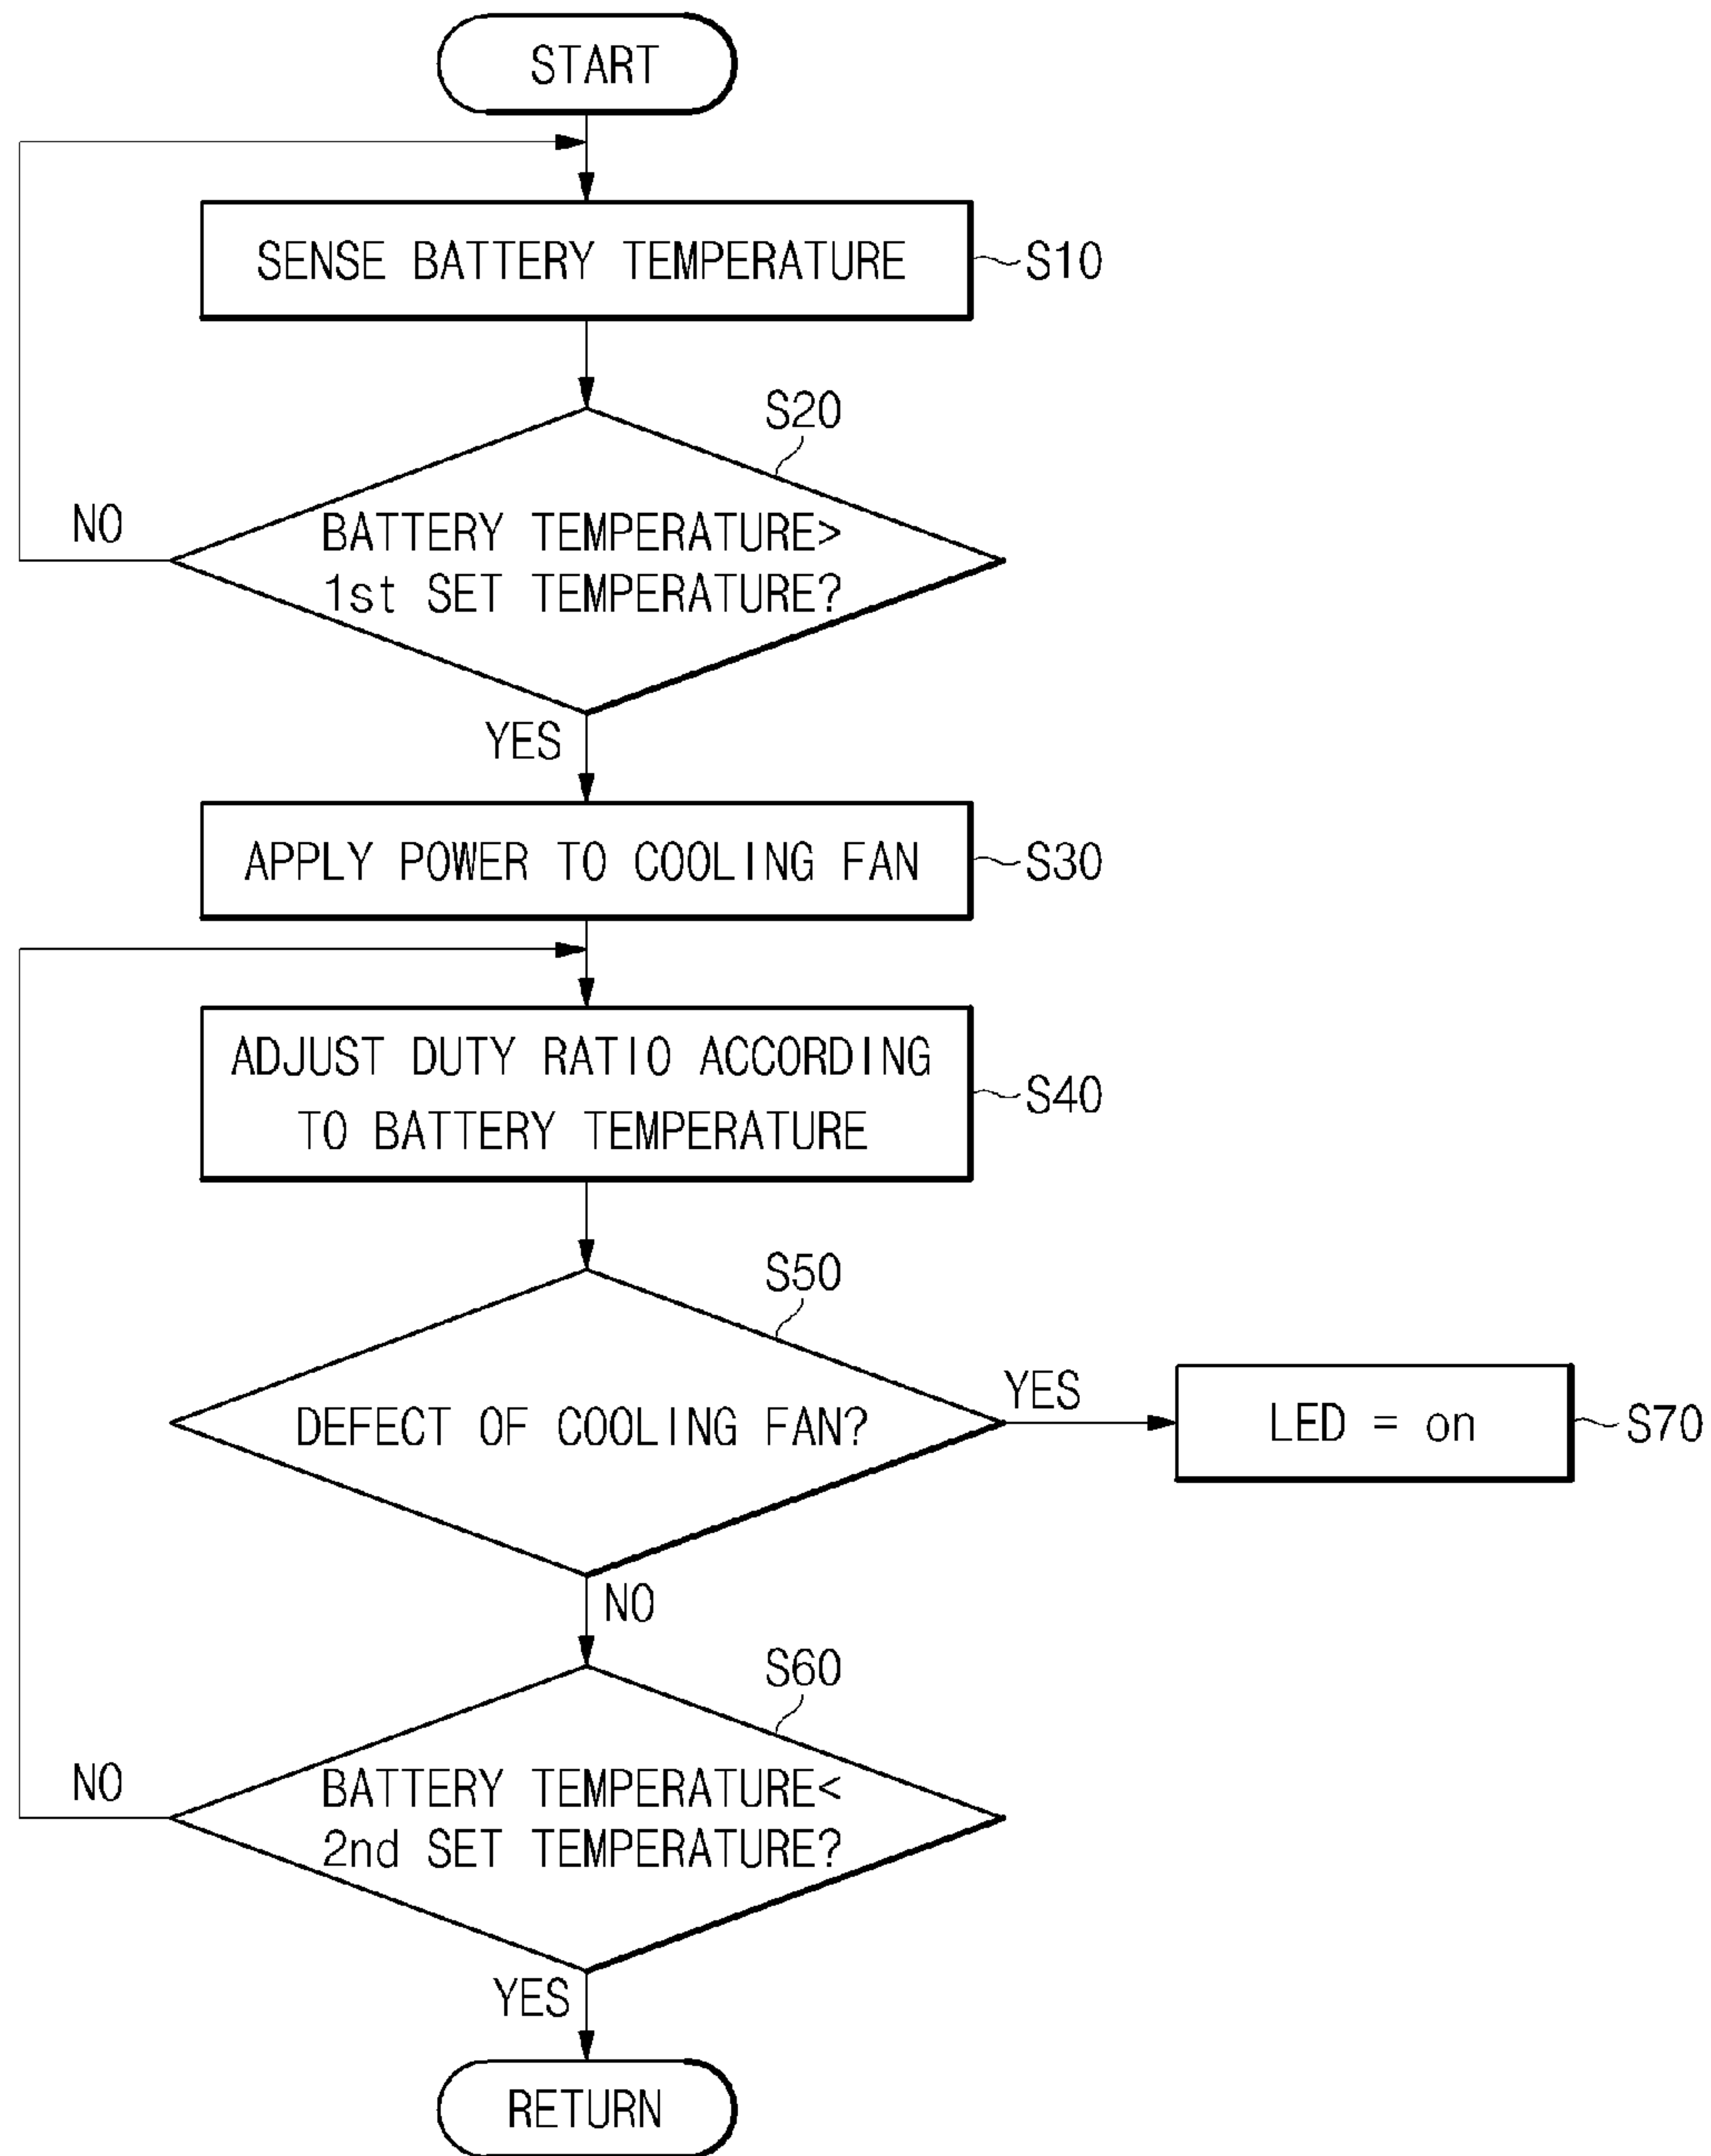 START
SENSE BATTERY TEMPERATURE
S10
S20
NO
BATTERY TEMPERATURE>
1st SET TEMPERATURE?
YES
APPLY POWER TO COOLING FAN
S30
ADJUST DUTY RATIO ACCORDING
TO BATTERY TEMPERATURE
S40
S50
DEFECT OF COOLING FAN?
YES
LED = on
S70
NO
S60
NO
BATTERY TEMPERATURE<
2nd SET TEMPERATURE?
YES
RETURN